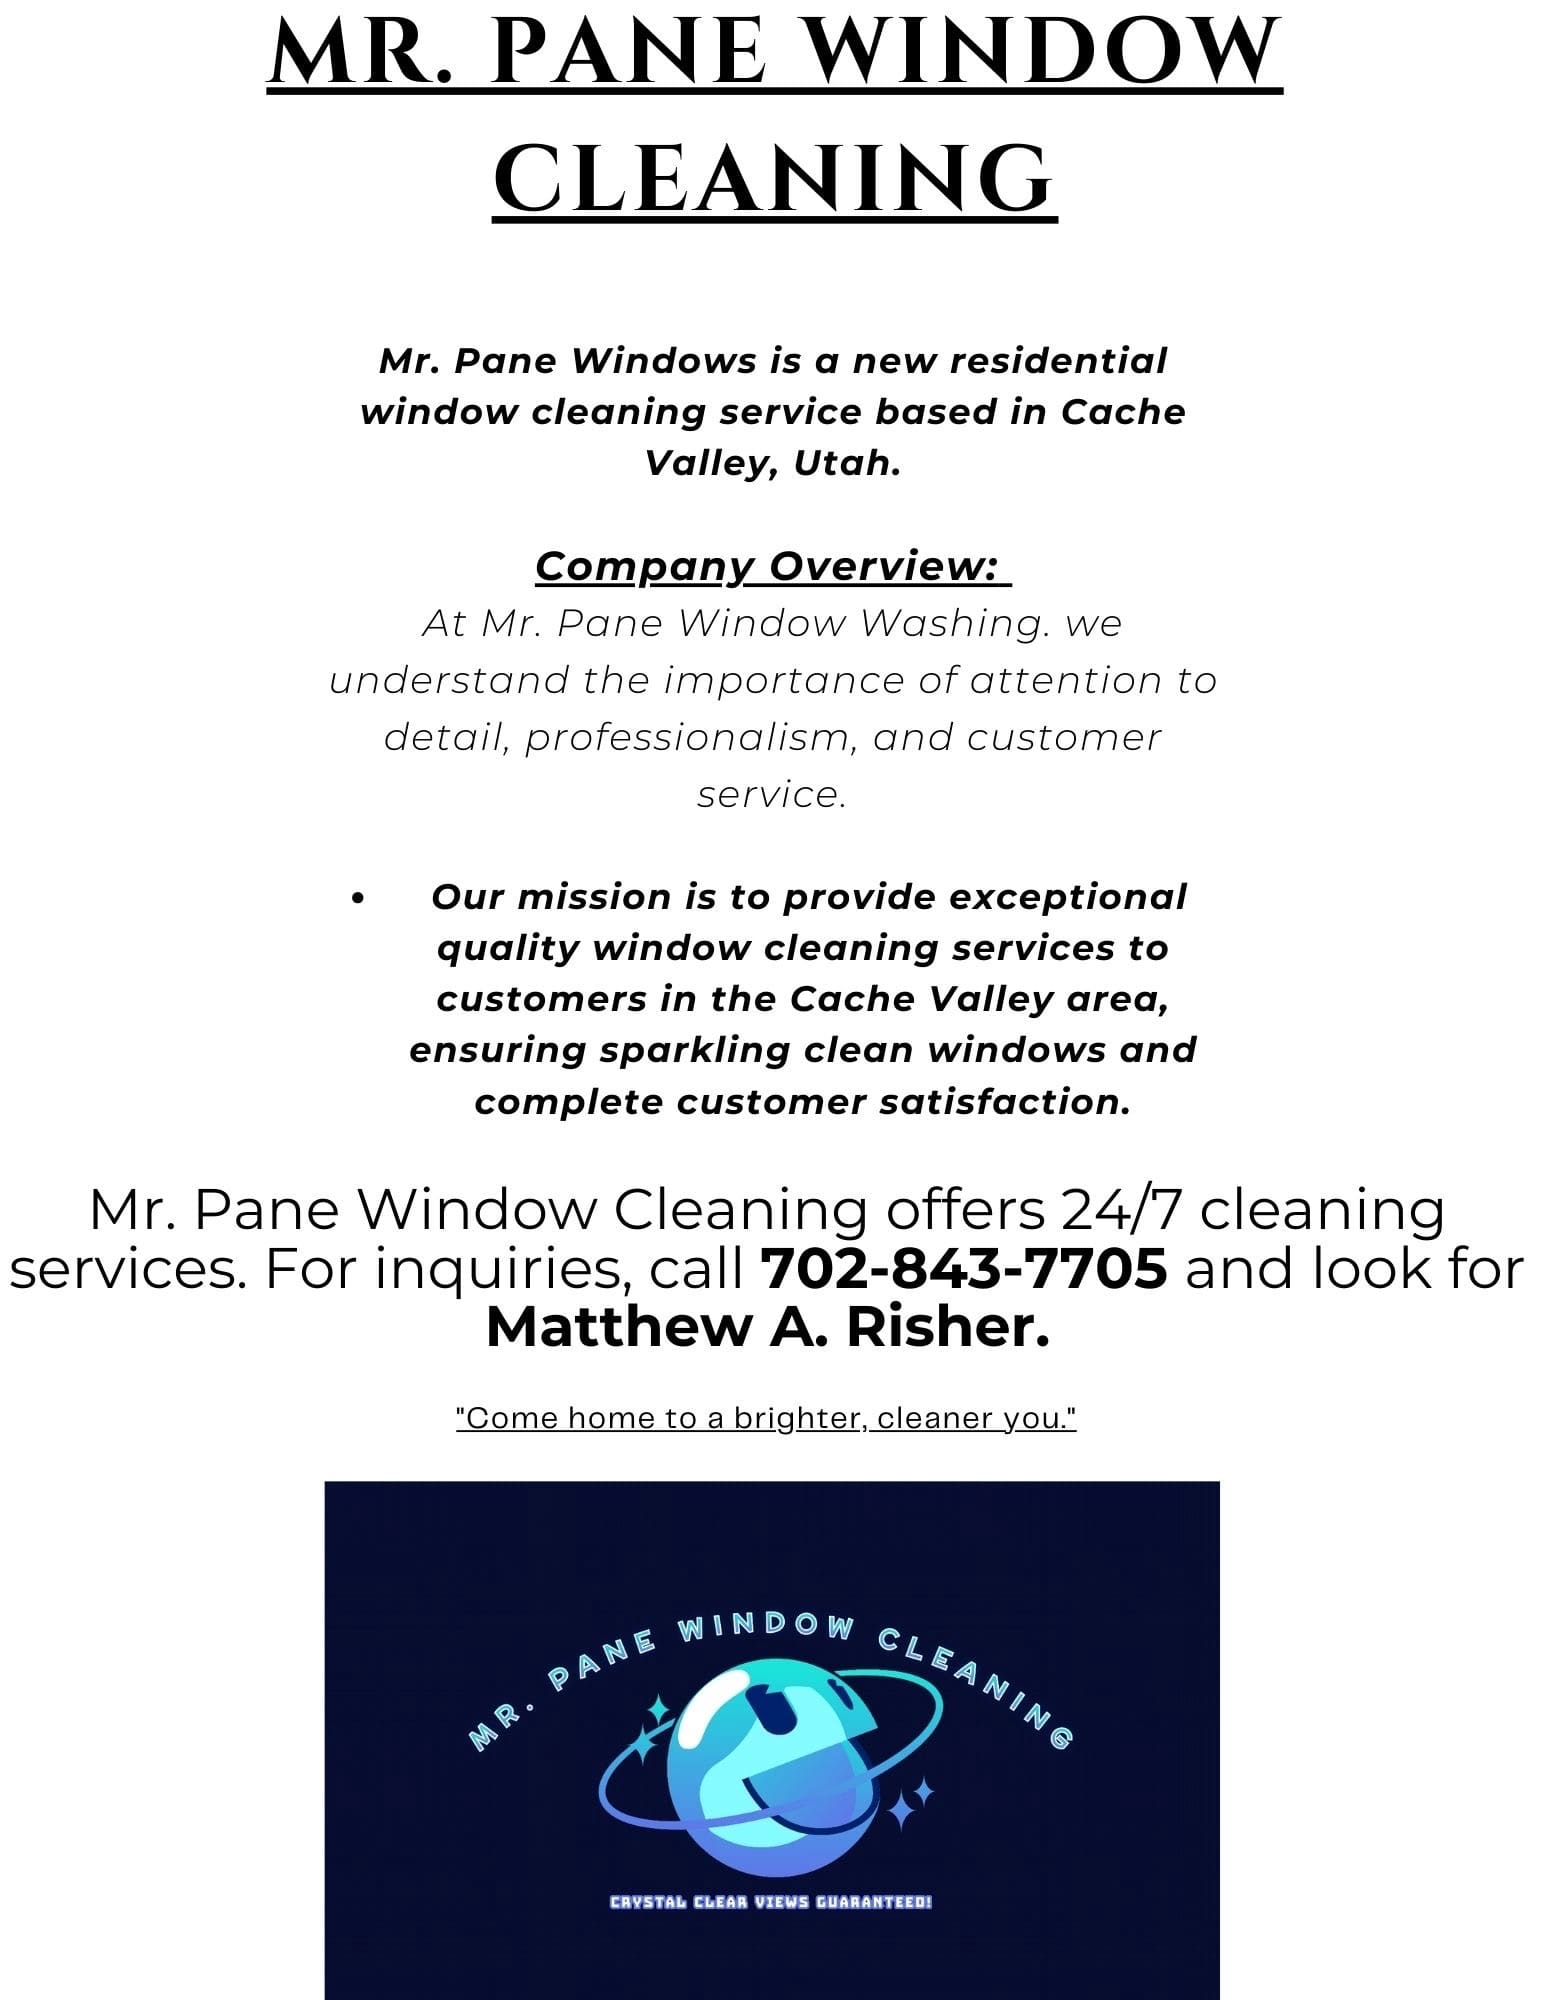 MR. PANE WINDOW
CLEANING
Mr. Pane Windows is a new residential
window cleaning service based in Cache
Valley, Utah.
Company Overview:
At Mr. Pane Window Washing. we
understand the importance of attention to
detail, professionalism, and customer
service.
• Our mission is to provide exceptional
quality window cleaning services to
customers in the Cache Valley area,
ensuring sparkling clean windows and
complete customer satisfaction.
Mr. Pane Window Cleaning offers 24/7 cleaning
services. For inquiries, call 702-843-7705 and look for
Matthew A. Risher.
"Come home to a brighter, cleaner you."
MR. PANE WINDOW CLEANING
CRYSTAL CLEAR VIEWS GUARANTEED!